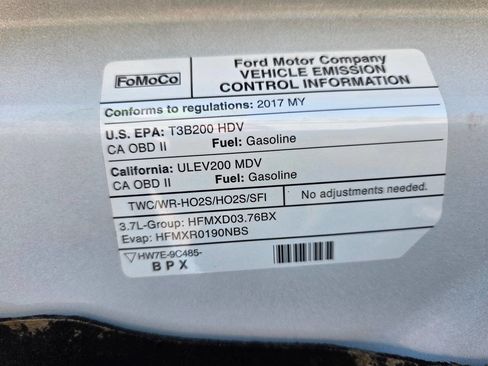 FoMoCo
Ford Motor Company
VEHICLE EMISSION
CONTROL INFORMATION
Conforms to regulations: 2017 MY
U.S. EPA: T3B200 HDV
CA OBD II Fuel: Gasoline
California: ULEV200 MDV
CA OBD II Fuel: Gasoline
TWC/WR-HO2S/HO2S/SFI No adjustments needed.
3.7L-Group: HFMXD03.76BX
Evap: HFMXR0190NBS
HW7E-9C485-
BPX